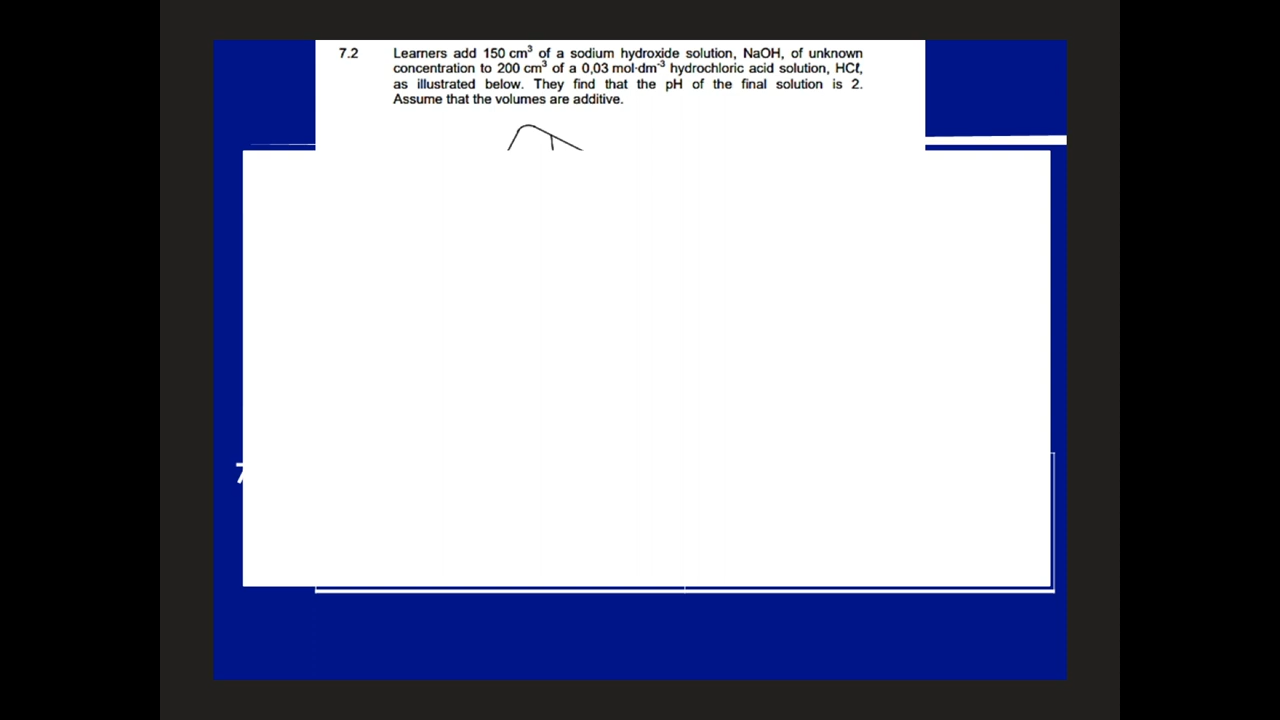 7.2 Learners add 150 cm³ of a sodium hydroxide solution, NaOH, of unknown
concentration to 200 cm³ of a 0,03 mol·dm⁻³ hydrochloric acid solution, HCℓ,
as illustrated below. They find that the pH of the final solution is 2.
Assume that the volumes are additive.